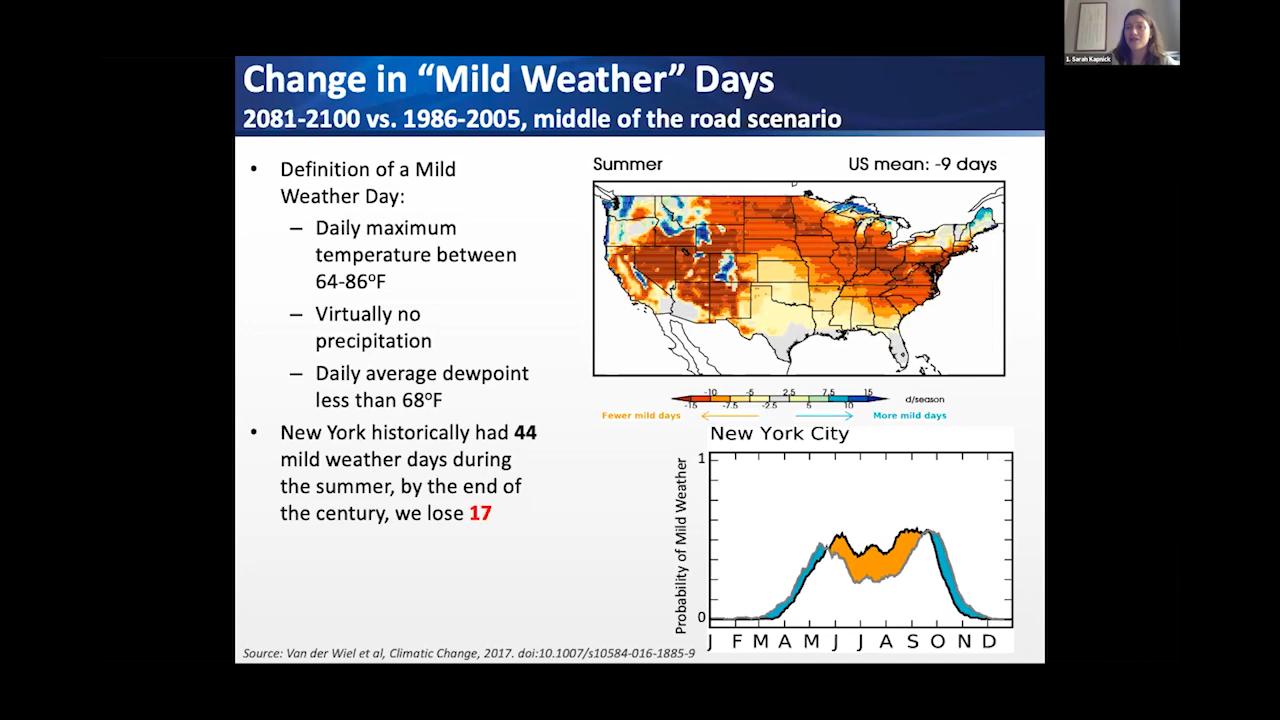 1. Sarah Kapnick
Change in “Mild Weather” Days
2081-2100 vs. 1986-2005, middle of the road scenario
• Definition of a Mild
Weather Day:
– Daily maximum
temperature between
64-86°F
– Virtually no
precipitation
– Daily average dewpoint
less than 68°F
• New York historically had 44
mild weather days during
the summer, by the end of
the century, we lose 17
Summer US mean: -9 days
-10 -5 2.5 7.5 15
-15 -7.5 -2.5 5 10
d/season
Fewer mild days More mild days
New York City
Probability of Mild Weather
1
0
J F M A M J J A S O N D
Source: Van der Wiel et al, Climatic Change, 2017. doi:10.1007/s10584-016-1885-9